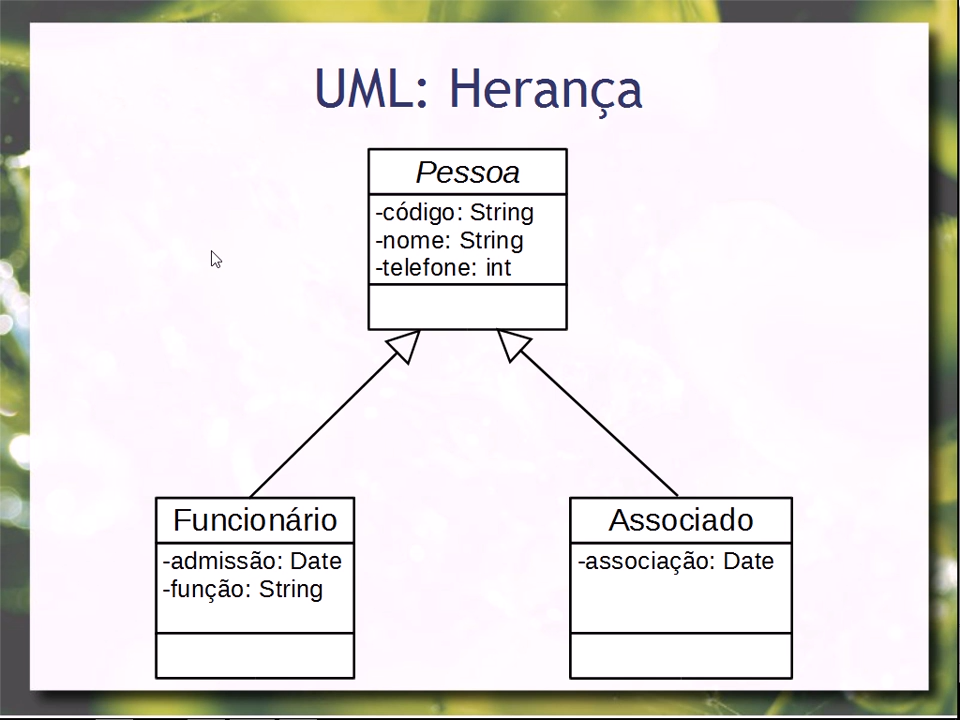 UML: Herança
Pessoa
-código: String
-nome: String
-telefone: int
Funcionário
-admissão: Date
-função: String
Associado
-associação: Date